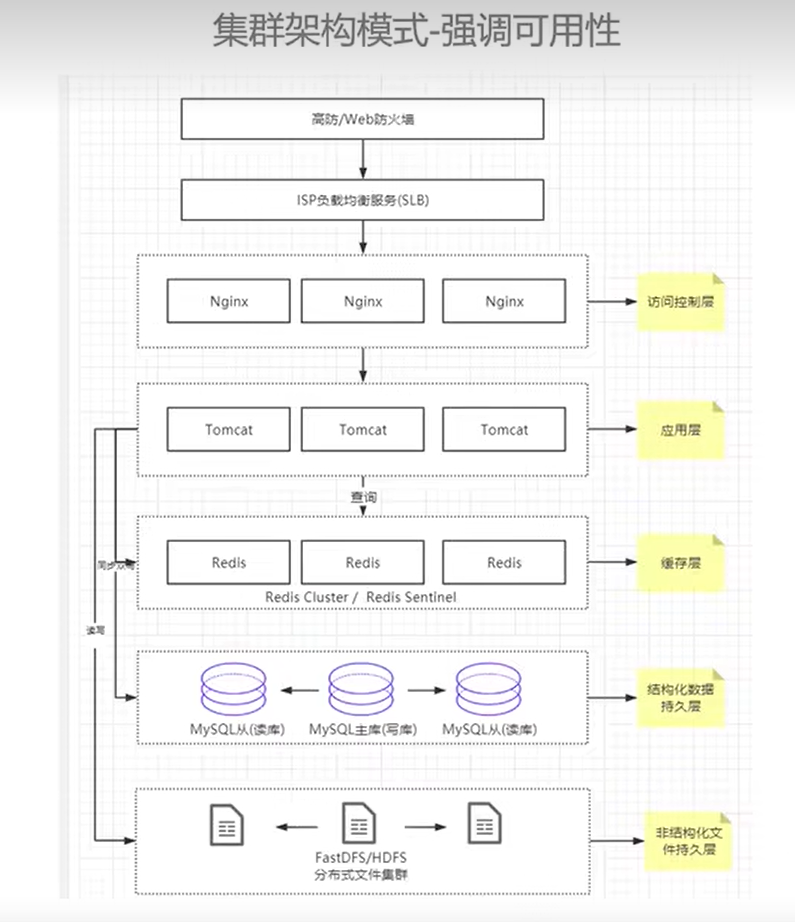 集群架构模式-强调可用性
高防/Web防火墙
ISP负载均衡服务(SLB)
Nginx
Nginx
Nginx
访问控制层
Tomcat
Tomcat
Tomcat
应用层
查询
Redis
Redis
Redis
缓存层
同步双写
Redis Cluster / Redis Sentinel
读写
结构化数据
持久层
MySQL从(读库)
MySQL主库(写库)
MySQL从(读库)
非结构化文
件持久层
FastDFS/HDFS
分布式文件集群